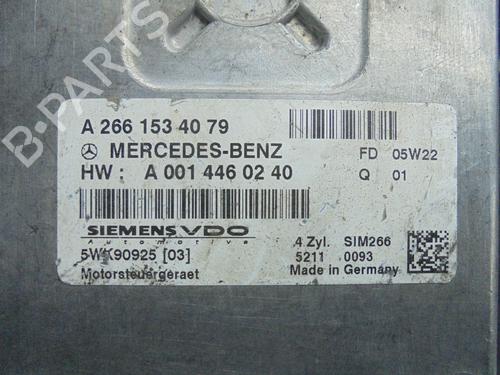 B-PARTS
A 266 153 40 79
MERCEDES-BENZ
FD 05W22
HW : A 001 446 02 40
Q 01
SIEMENS VDO
Automotive
4 Zyl. SIM266
5WK90925 [03]
5211 0093
Motorsteuergeraet
Made in Germany